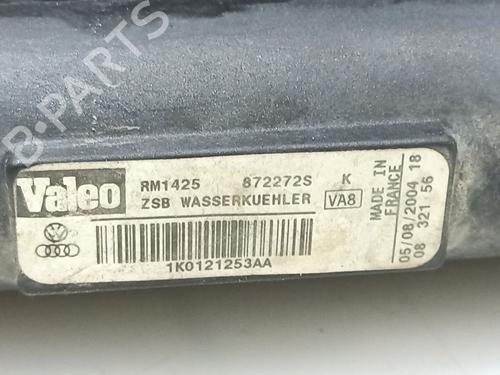 B-PARTS
Valeo RM1425 872272S K
ZSB WASSERKUEHLER VA8
1K0121253AA
MADE IN
FRANCE
05/08/2004 18
08 321 56